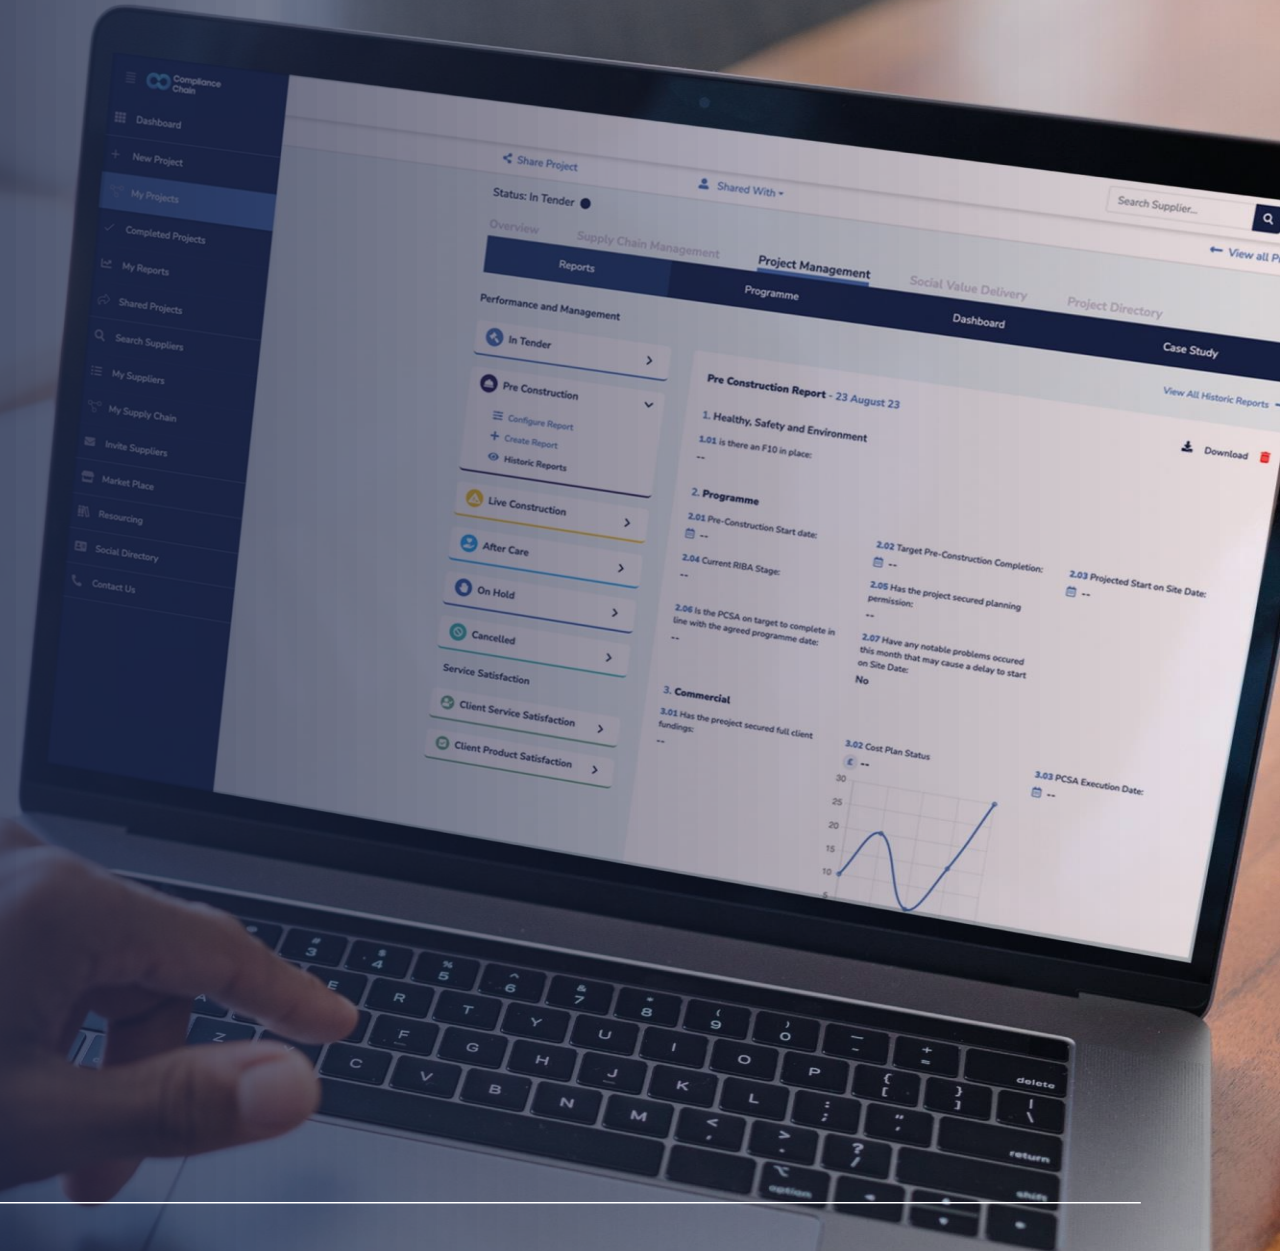 Compliance
Chain
Dashboard
New Project
My Projects
Completed Projects
My Reports
Shared Projects
Search Suppliers
My Suppliers
My Supply Chain
Invite Suppliers
Market Place
Resourcing
Social Directory
Contact Us
Share Project
Shared With
Search Supplier...
Status: In Tender
View all P
Overview
Supply Chain Management
Project Management
Social Value Delivery
Project Directory
Reports
Programme
Dashboard
Case Study
Performance and Management
In Tender
Pre Construction
Configure Report
Create Report
Historic Reports
Live Construction
After Care
On Hold
Cancelled
Service Satisfaction
Client Service Satisfaction
Client Product Satisfaction
View All Historic Reports
Pre Construction Report - 23 August 23
Download
1. Healthy, Safety and Environment
1.01 is there an F10 in place:
--
2. Programme
2.01 Pre-Construction Start date:
--
2.02 Target Pre-Construction Completion:
--
2.03 Projected Start on Site Date:
--
2.04 Current RIBA Stage:
--
2.05 Has the project secured planning
permission:
--
2.06 Is the PCSA on target to complete in
line with the agreed programme date:
--
2.07 Have any notable problems occured
this month that may cause a delay to start
on Site Date:
No
3. Commercial
3.01 Has the preoject secured full client
fundings:
--
3.02 Cost Plan Status
£ --
3.03 PCSA Execution Date:
--
30
25
20
15
10
5
# 3
$ 4
% 5
^ 6
& 7
* 8
( 9
) 0
_ -
+ =
delete
E
R
T
Y
U
I
O
P
{ [
} ]
| \
A
F
G
H
J
K
L
: ;
" '
return
Z
C
V
B
N
M
< ,
> .
? /
shift
option